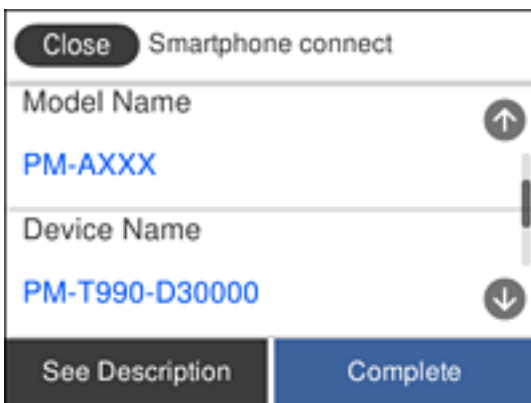 Close Smartphone connect
Model Name
PM-AXXX
Device Name
PM-T990-D30000
See Description Complete